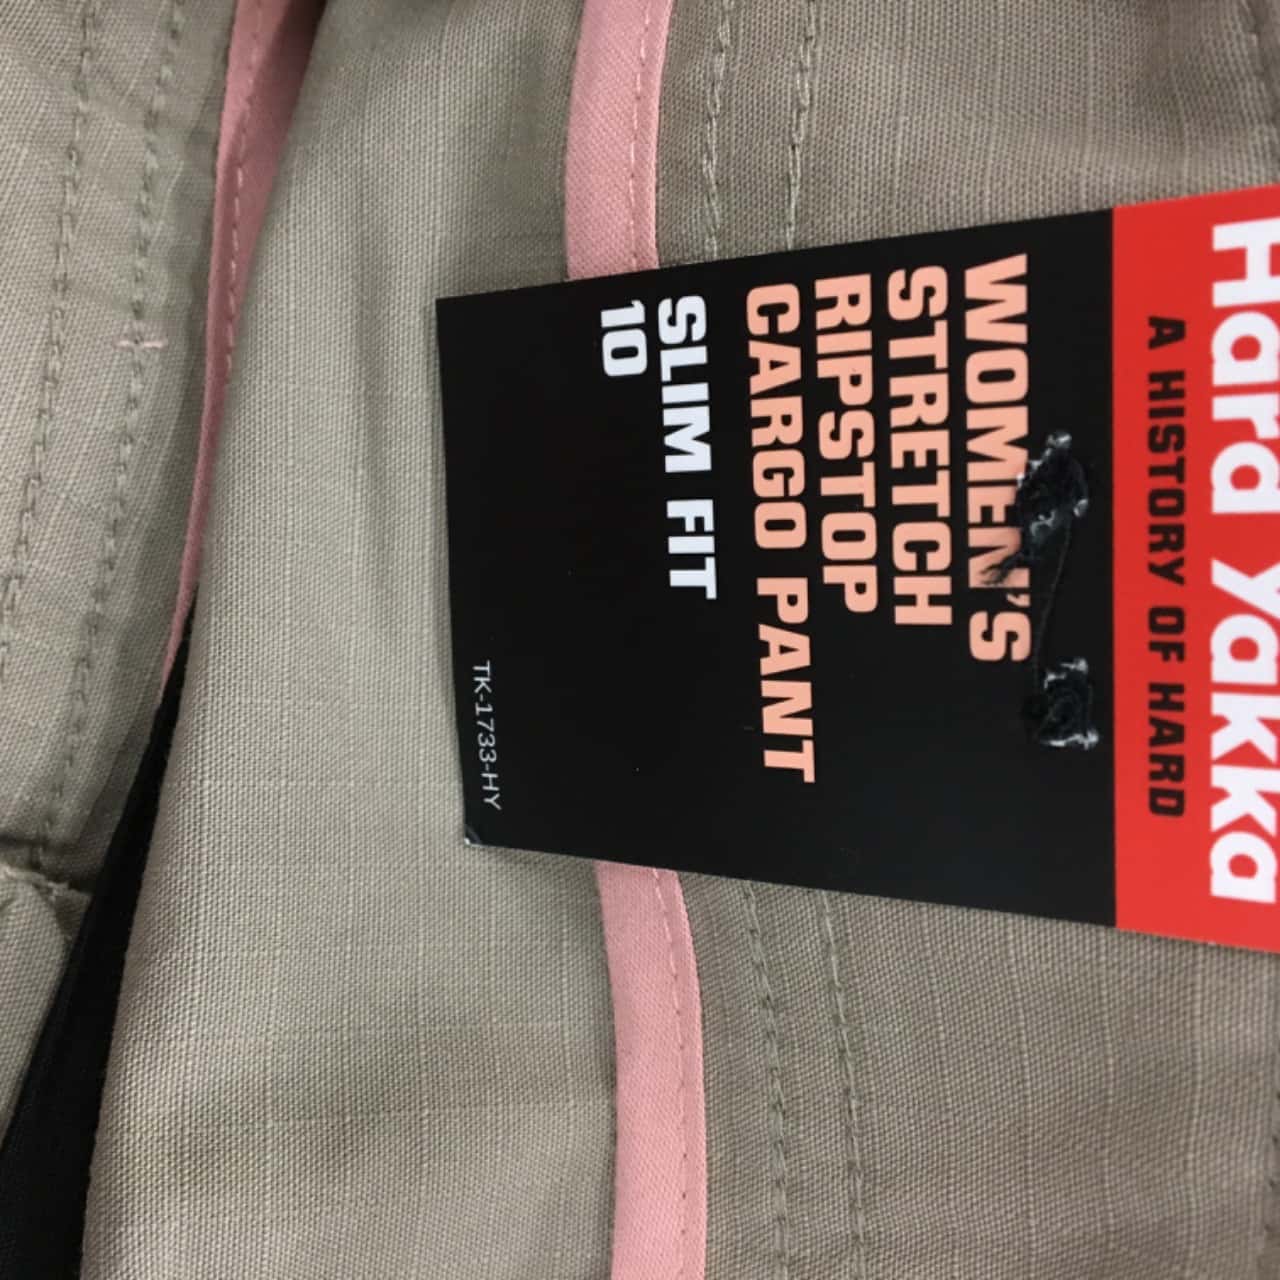 Hard Yakka
A HISTORY OF HARD
WOMEN'S
STRETCH
RIPSTOP
CARGO PANT
SLIM FIT
10
TK-1733-HY